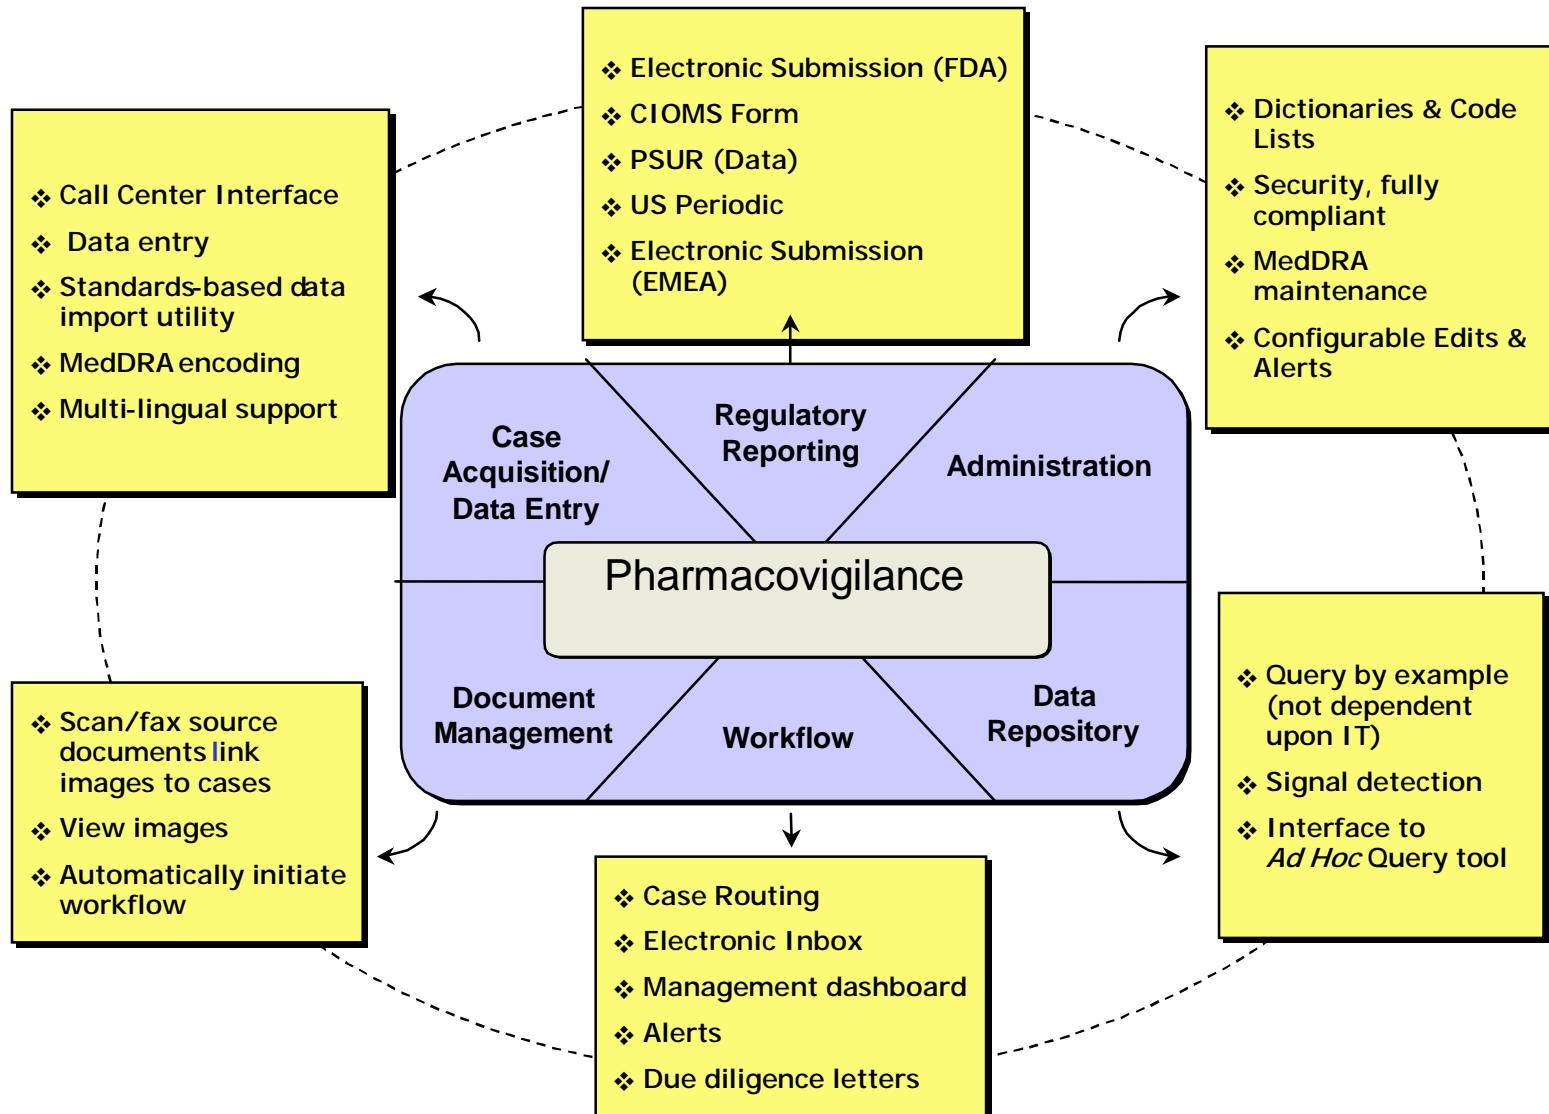 ❖ Electronic Submission (FDA)
❖ CIOMS Form
❖ PSUR (Data)
❖ US Periodic
❖ Electronic Submission
(EMEA)
❖ Call Center Interface
❖ Data entry
❖ Standards-based data
import utility
❖ MedDRA encoding
❖ Multi-lingual support
❖ Dictionaries & Code
Lists
❖ Security, fully
compliant
❖ MedDRA
maintenance
❖ Configurable Edits &
Alerts
Case
Acquisition/
Data Entry
Regulatory
Reporting
Administration
Pharmacovigilance
Document
Management
Workflow
Data
Repository
❖ Scan/fax source
documents link
images to cases
❖ View images
❖ Automatically initiate
workflow
❖ Case Routing
❖ Electronic Inbox
❖ Management dashboard
❖ Alerts
❖ Due diligence letters
❖ Query by example
(not dependent
upon IT)
❖ Signal detection
❖ Interface to
Ad Hoc Query tool